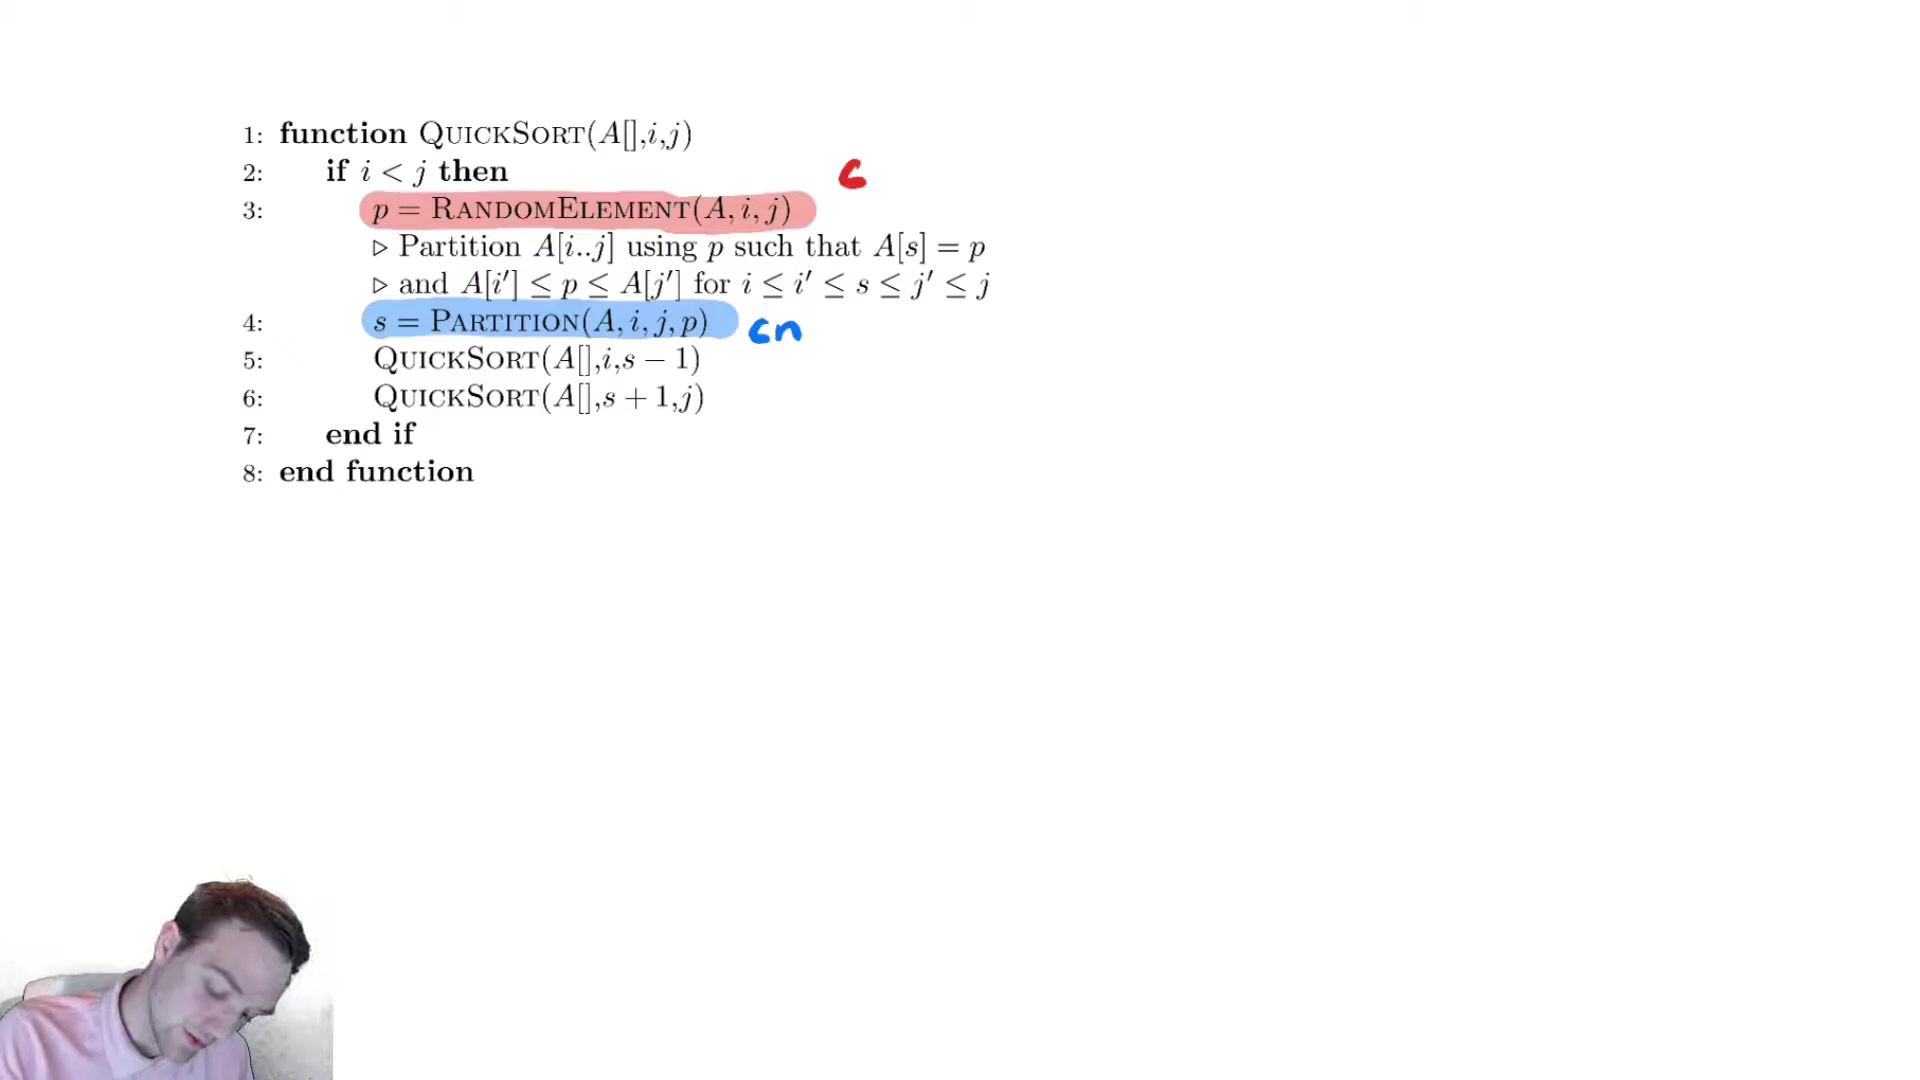 1: function QUICKSORT(A[],i,j)
2: if i < j then
c
3: p = RANDOMELEMENT(A, i, j)
▷ Partition A[i..j] using p such that A[s] = p
▷ and A[i′] ≤ p ≤ A[j′] for i ≤ i′ ≤ s ≤ j′ ≤ j
4: s = PARTITION(A, i, j, p) cn
5: QUICKSORT(A[],i,s − 1)
6: QUICKSORT(A[],s + 1,j)
7: end if
8: end function